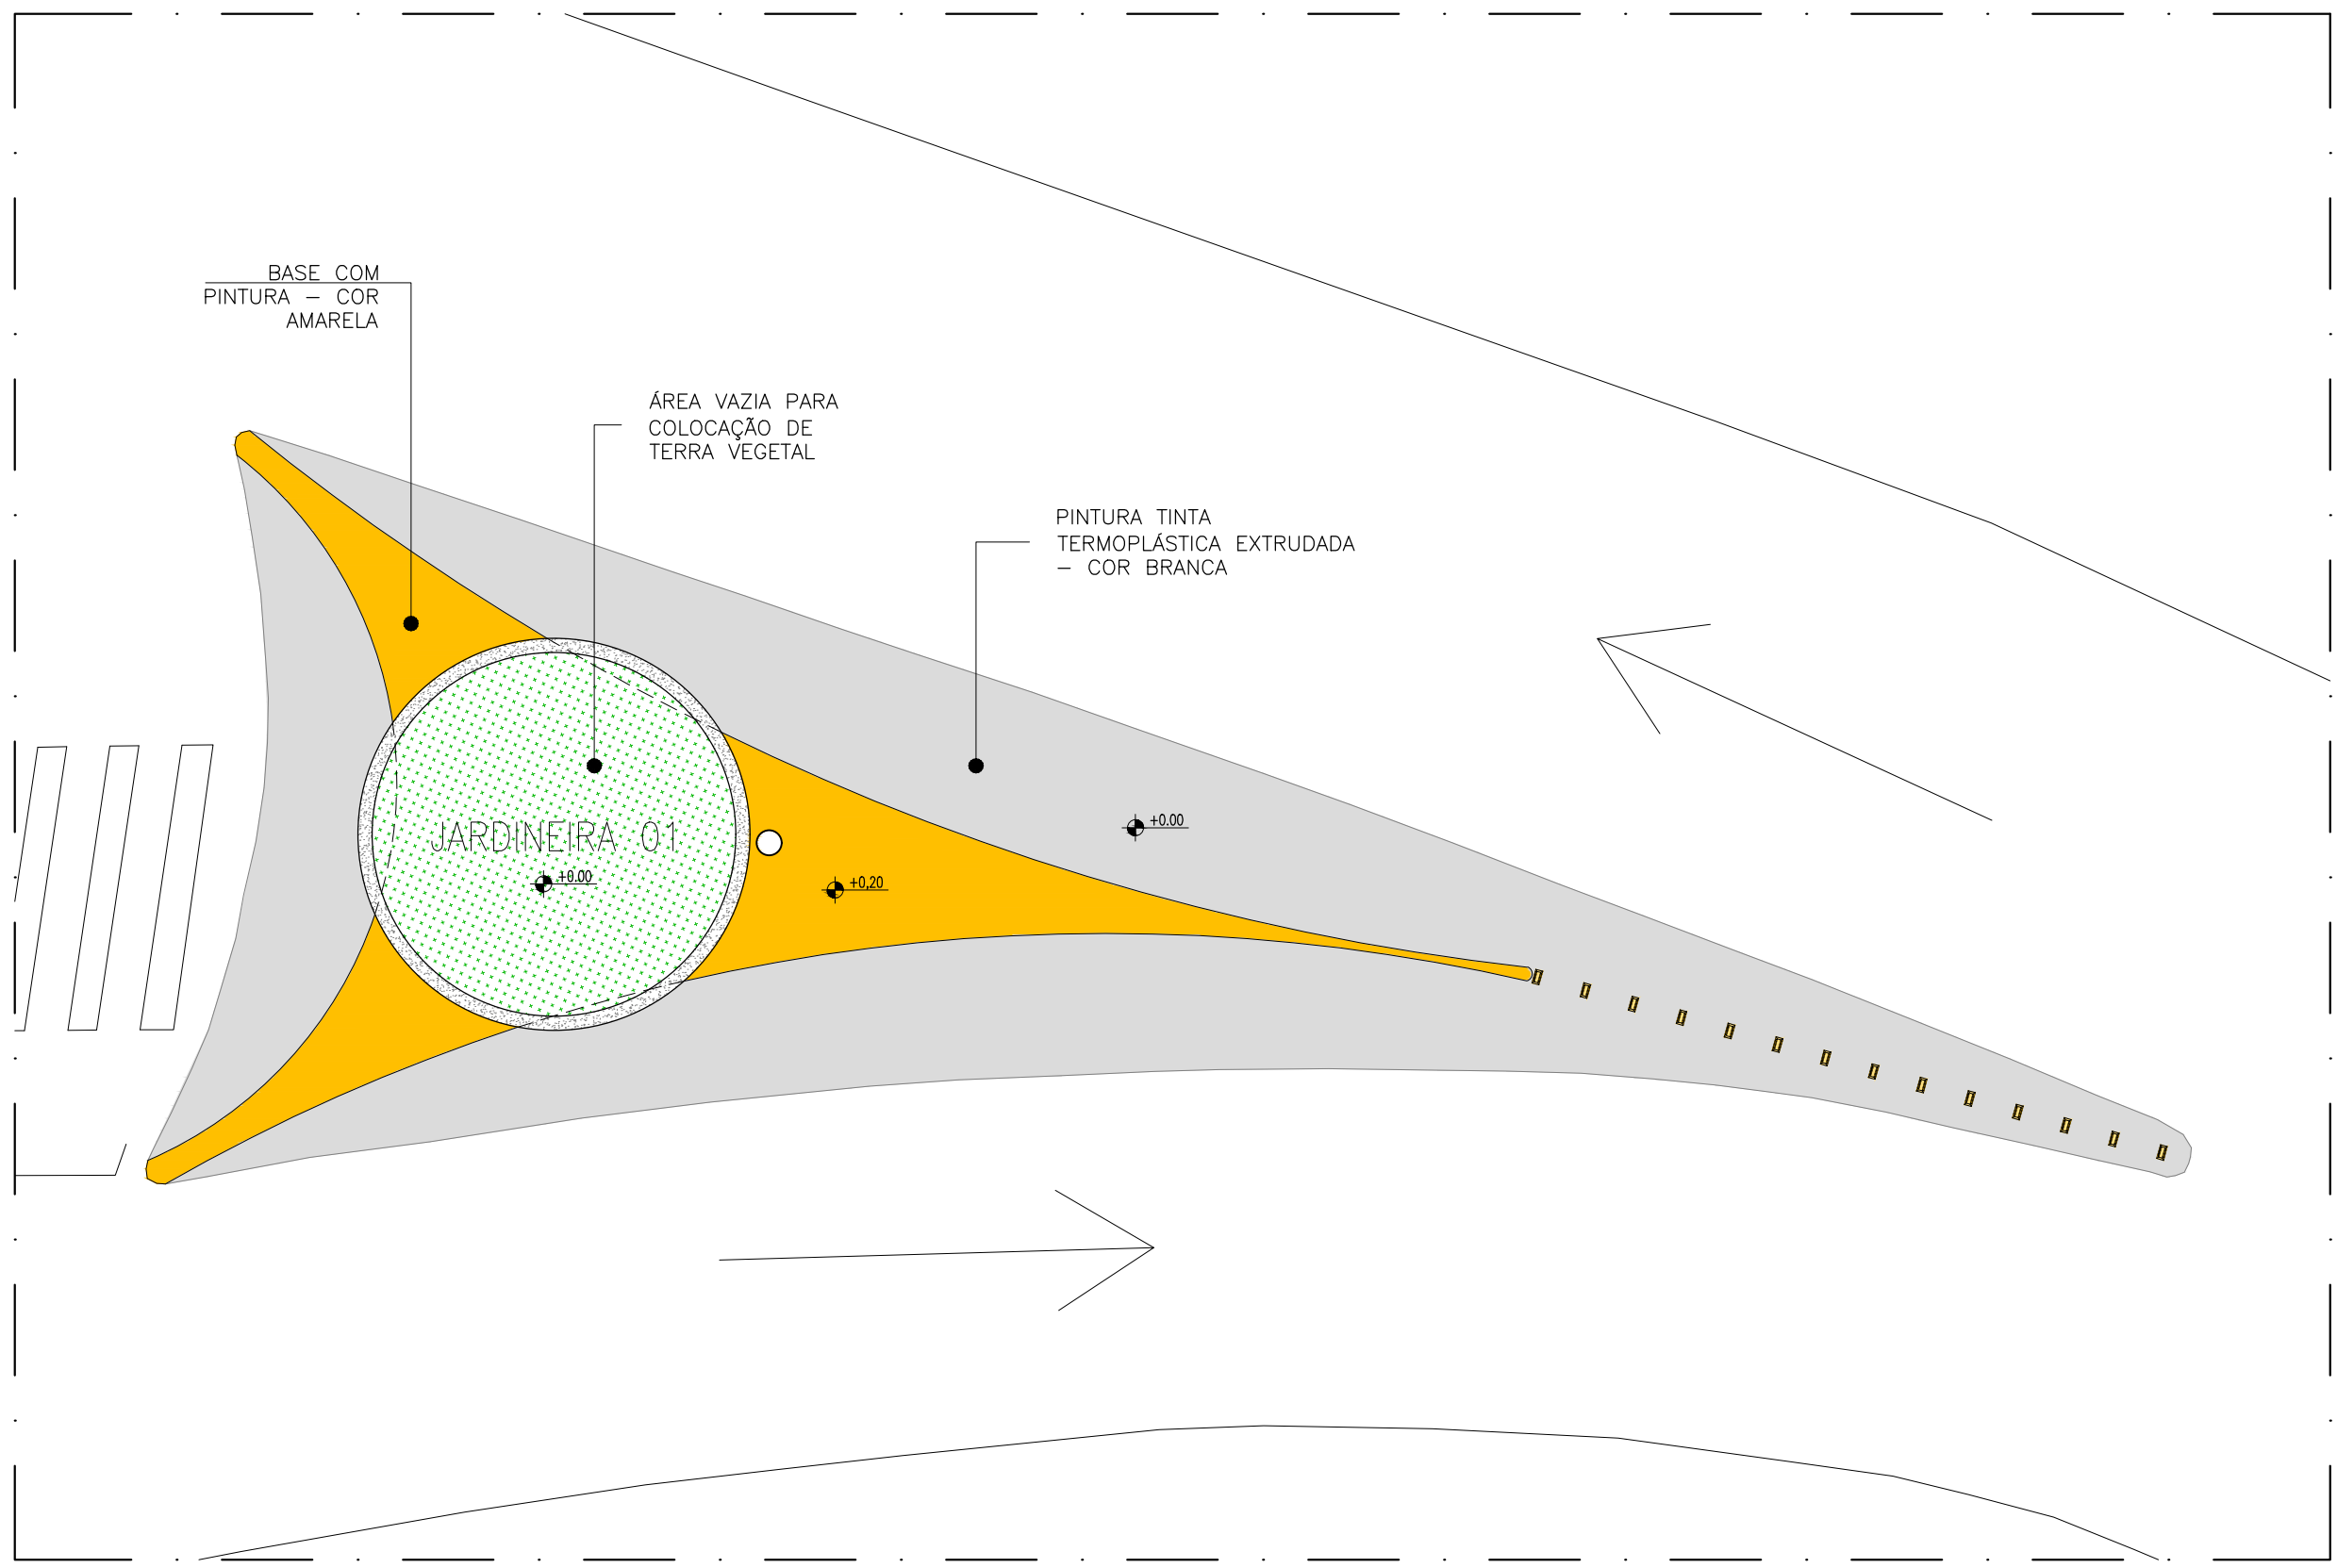 BASE COM
PINTURA – COR
AMARELA
ÁREA VAZIA PARA
COLOCAÇÃO DE
TERRA VEGETAL
PINTURA TINTA
TERMOPLÁSTICA EXTRUDADA
– COR BRANCA
+0.00
JARDINEIRA 01
+0.00
+0,20